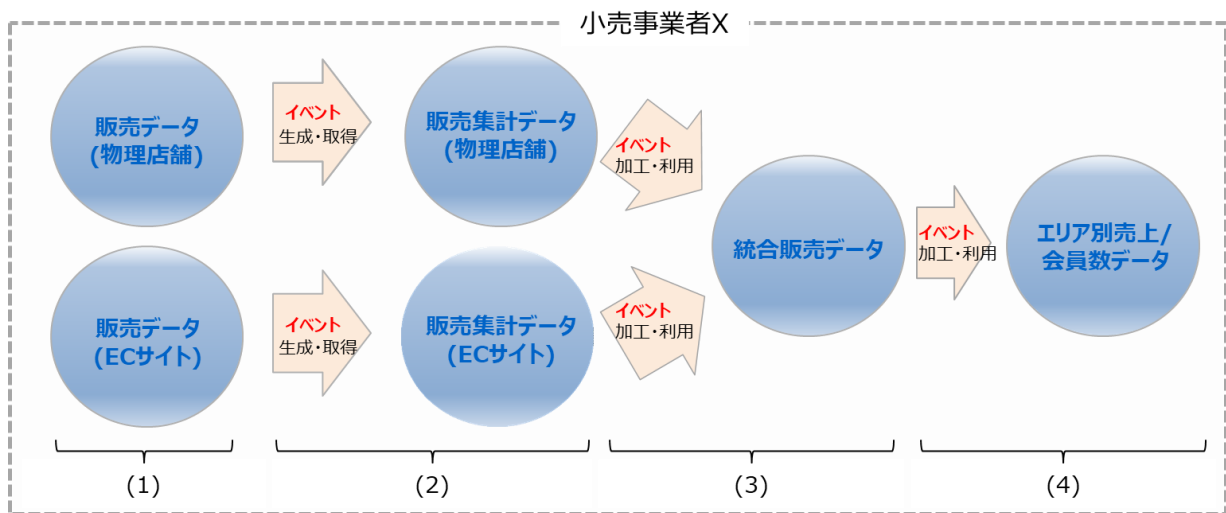 小売事業者X
販売データ
(物理店舗)
イベント
生成・取得
販売集計データ
(物理店舗)
イベント
加工・利用
販売データ
(ECサイト)
イベント
生成・取得
販売集計データ
(ECサイト)
イベント
加工・利用
統合販売データ
イベント
加工・利用
エリア別売上/
会員数データ
(1)
(2)
(3)
(4)